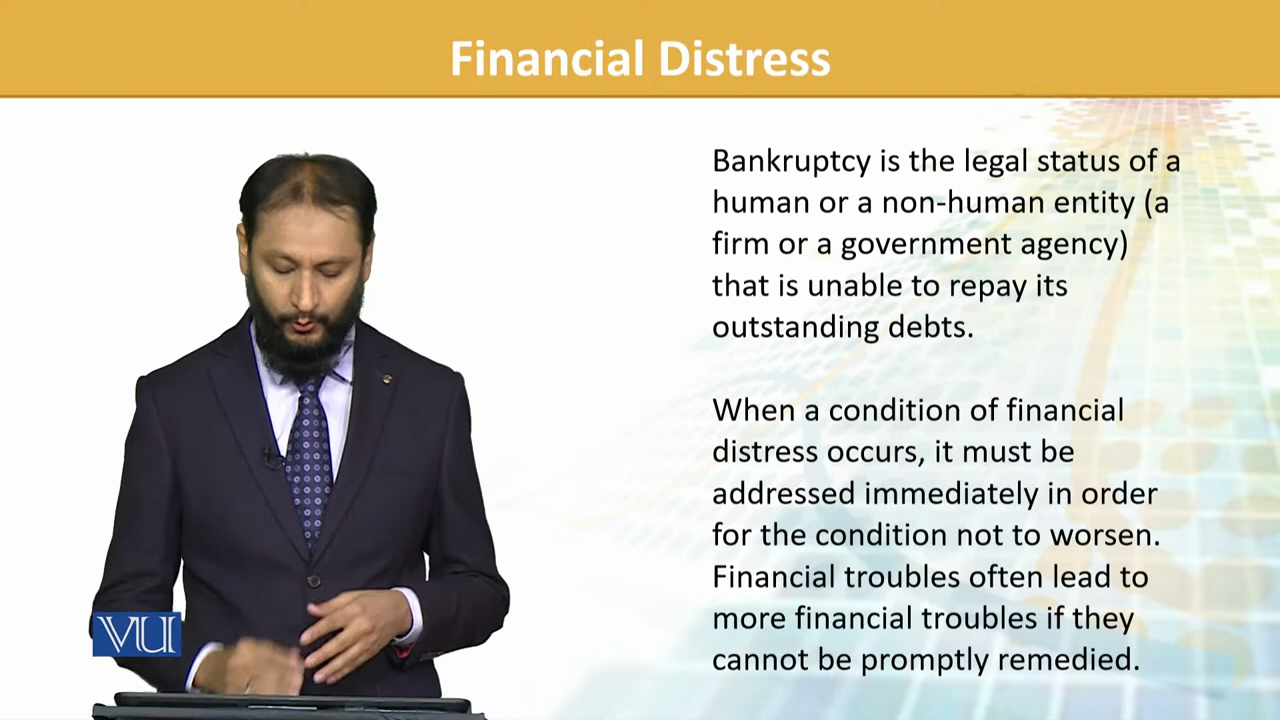 Financial Distress
Bankruptcy is the legal status of a
human or a non-human entity (a
firm or a government agency)
that is unable to repay its
outstanding debts.
When a condition of financial
distress occurs, it must be
addressed immediately in order
for the condition not to worsen.
Financial troubles often lead to
more financial troubles if they
cannot be promptly remedied.
VU